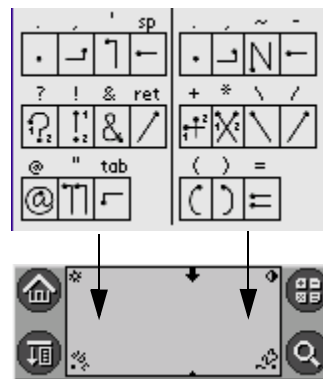 . , ' sp . , ~ -
? ! & ret + * \ /
@ " tab ( ) =